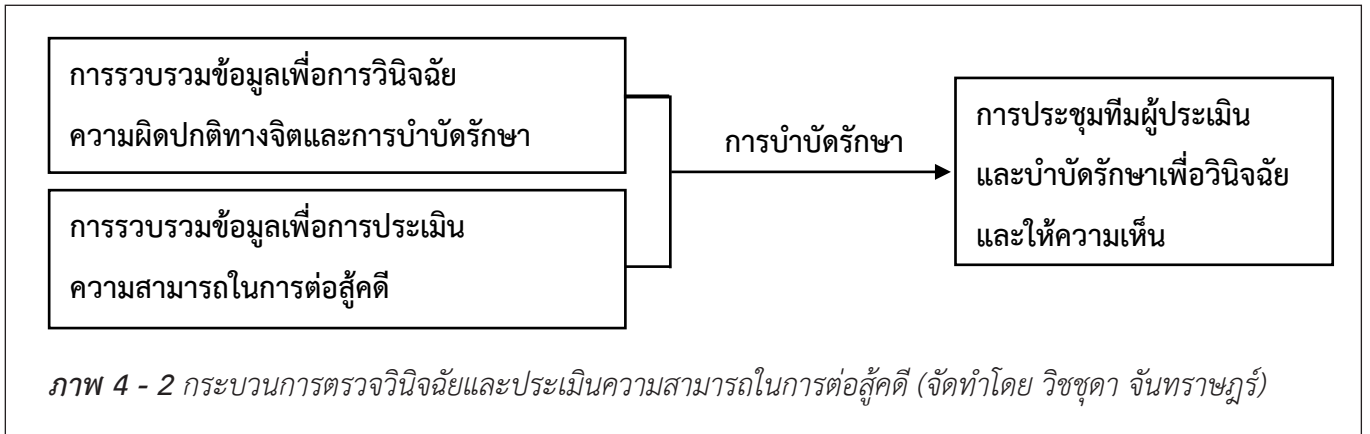 การรวบรวมข้อมูลเพื่อการวินิจฉัย
ความผิดปกติทางจิตและการบำบัดรักษา
การรวบรวมข้อมูลเพื่อการประเมิน
ความสามารถในการต่อสู้คดี
การบำบัดรักษา
การประชุมทีมผู้ประเมิน
และบำบัดรักษาเพื่อวินิจฉัย
และให้ความเห็น
ภาพ 4 - 2 กระบวนการตรวจวินิจฉัยและประเมินความสามารถในการต่อสู้คดี (จัดทำโดย วิชชุดา จันทราษฎร์)